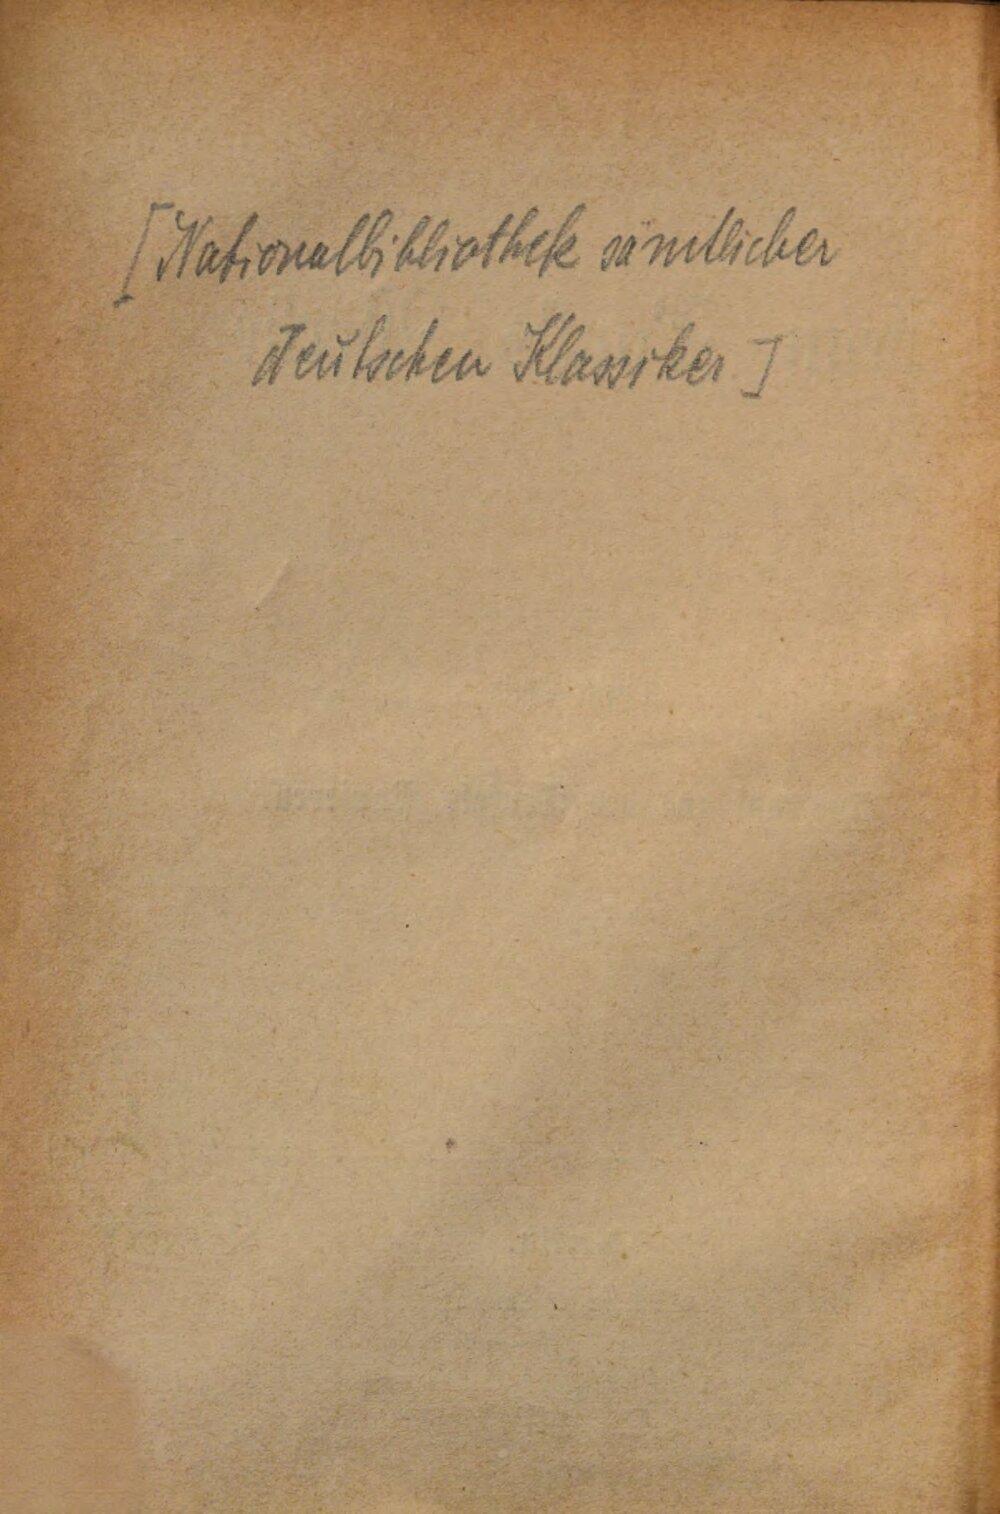 [Nationalbibliothek sämtlicher
deutschen Klassiker]